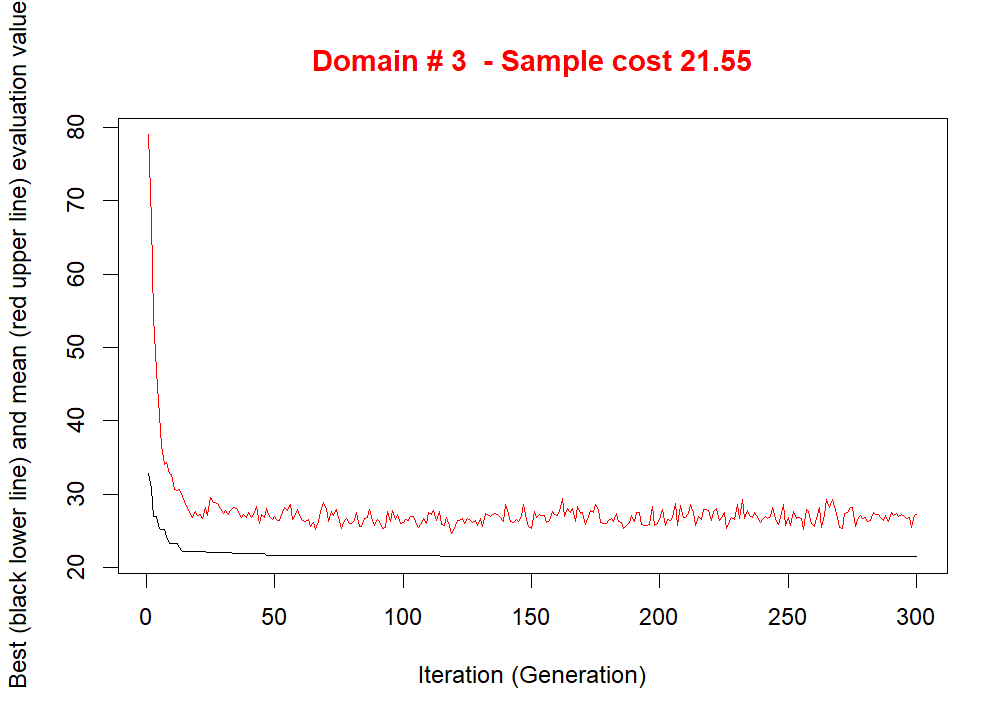 Domain # 3  - Sample cost 21.55
Best (black lower line) and mean (red upper line) evaluation value
80
70
60
50
40
30
20
0 50 100 150 200 250 300
Iteration (Generation)